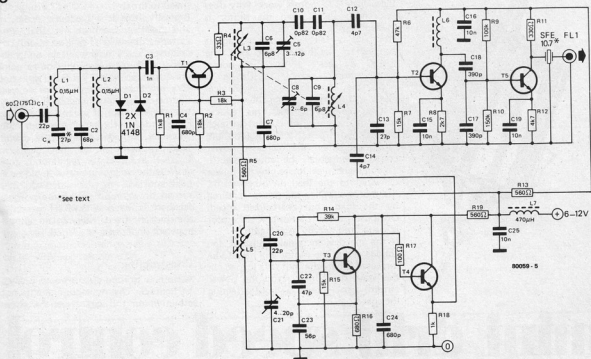 C10
C11
C12
0p82
0p82
4p7
33Ω
R4
L3
C6
6p8
C5
3...12p
C8
2...6p
C9
6p8
L4
R6
47k
L6
C16
10n
R9
100k
R11
330Ω
SFE
10.7*
FL1
C18
390p
L1
0,15µH
L2
0,15µH
C3
1n
T1
T2
T5
60Ω(75Ω)
C1
22p
Cx
*
27p
C2
68p
D1
D2
2X
1N
4148
R1
1k8
C4
680p
R3
18k
R2
18k
C7
680p
C13
27p
R7
15k
C15
10n
R8
2k7
C17
390p
R10
150k
C19
10n
R12
4k7
C14
4p7
R5
560Ω
*see text
R13
560Ω
R14
39k
R19
560Ω
L7
470µH
6–12V
C25
10n
80059 - 5
L5
C20
22p
C21
4...20p
C22
47p
C23
56p
R15
15k
T3
R16
680Ω
C24
680p
R17
100Ω
T4
R18
1k
0